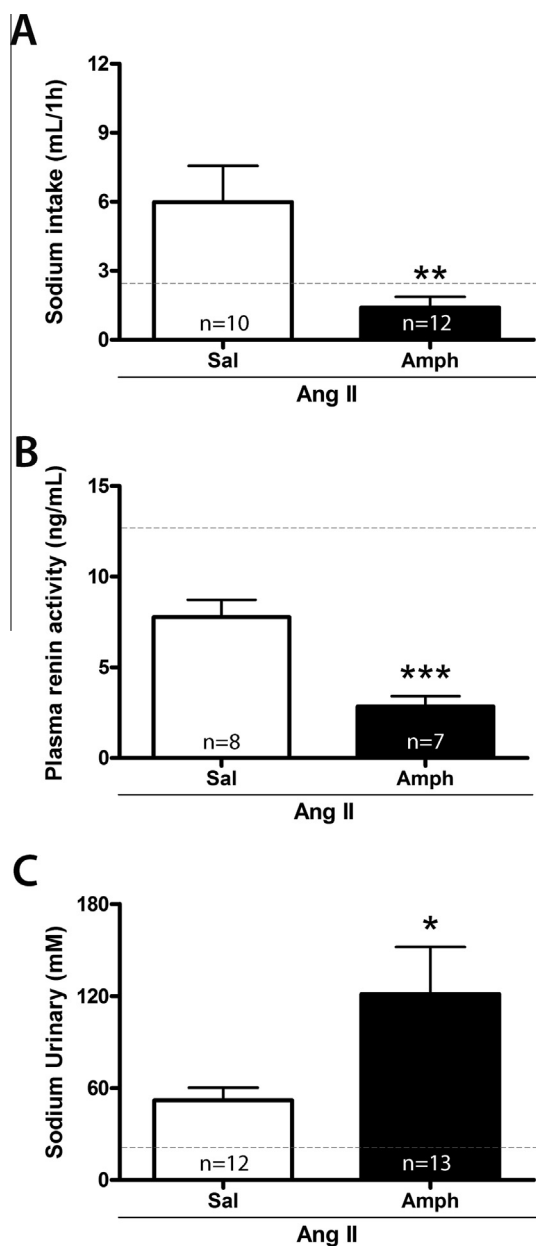 A
Sodium intake (mL/1h)
12
9
6
3
0
**
n=10 n=12
Sal Amph
Ang II
B
Plasma renin activity (ng/mL)
15
10
5
0
***
n=8 n=7
Sal Amph
Ang II
C
Sodium Urinary (mM)
180
120
60
0
*
n=12 n=13
Sal Amph
Ang II